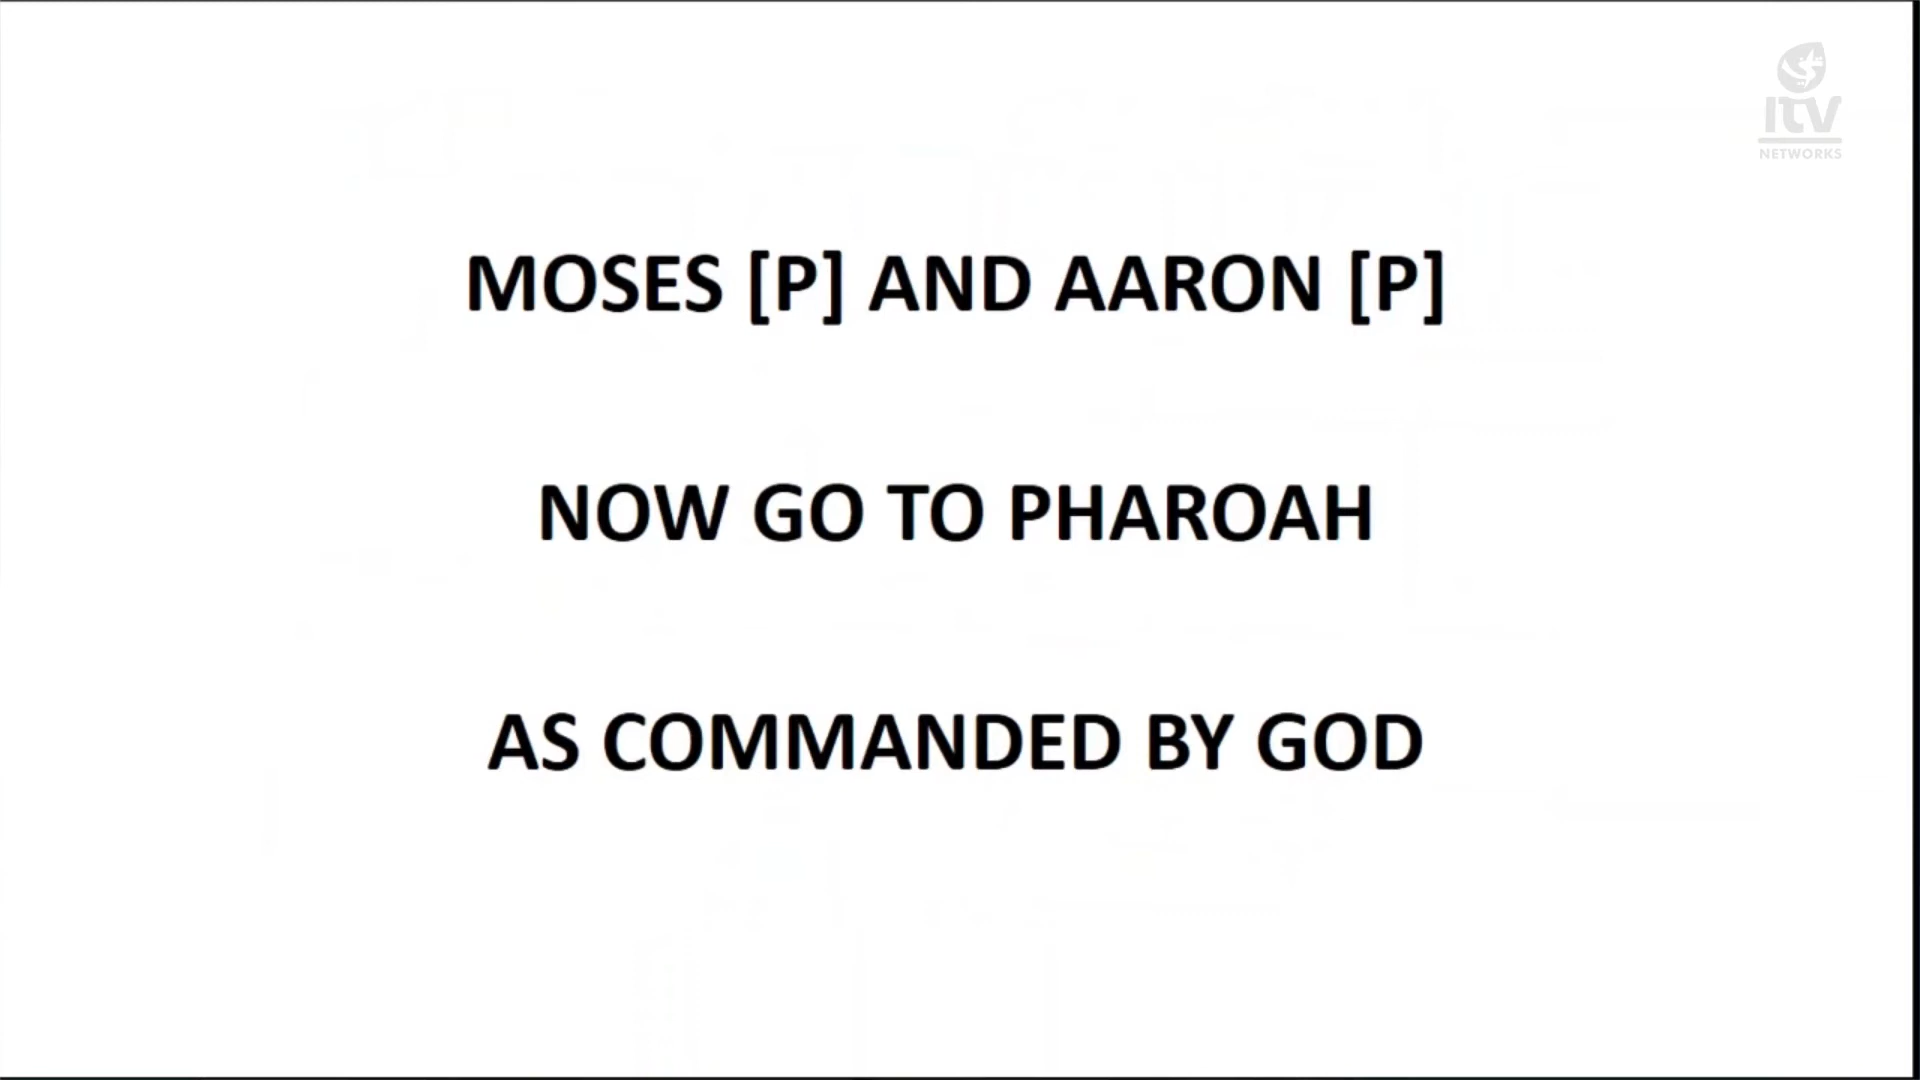 ITV
NETWORKS
MOSES [P] AND AARON [P]
NOW GO TO PHAROAH
AS COMMANDED BY GOD